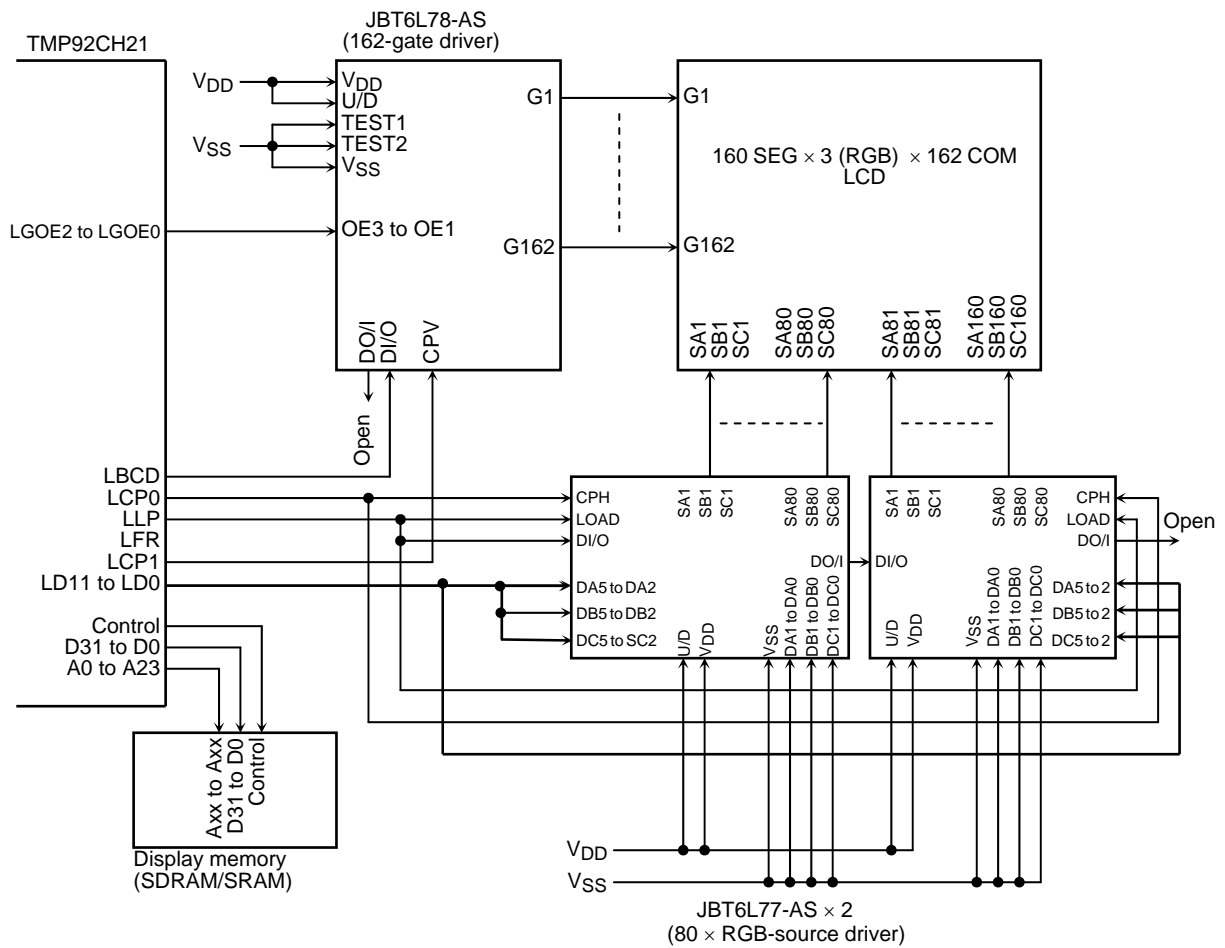 JBT6L78-AS
(162-gate driver)
TMP92CH21
VDD
VDD
U/D
TEST1
TEST2
VSS
VSS
G1
G1
160 SEG × 3 (RGB) × 162 COM
LCD
LGOE2 to LGOE0
OE3 to OE1
G162
G162
DO/I
DI/O
CPV
SA1
SB1
SC1
SA80
SB80
SC80
SA81
SB81
SC81
SA160
SB160
SC160
Open
LBCD
LCP0
LLP
LFR
LCP1
LD11 to LD0
Control
D31 to D0
A0 to A23
CPH
LOAD
DI/O
DA5 to DA2
DB5 to DB2
DC5 to SC2
SA1
SB1
SC1
SA80
SB80
SC80
DO/I
U/D
VDD
VSS
DA1 to DA0
DB1 to DB0
DC1 to DC0
DI/O
SA1
SB1
SC1
SA80
SB80
SC80
CPH
LOAD
DO/I
DA5 to 2
DB5 to 2
DC5 to 2
U/D
VDD
VSS
DA1 to DA0
DB1 to DB0
DC1 to DC0
Open
Axx to Axx
D31 to D0
Control
Display memory
(SDRAM/SRAM)
VDD
VSS
JBT6L77-AS × 2
(80 × RGB-source driver)